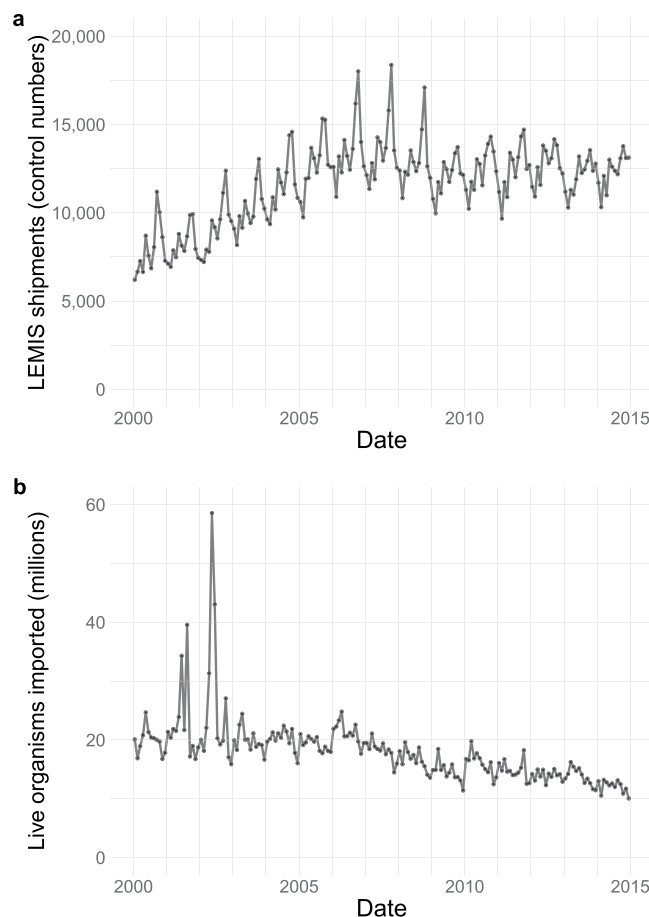 a
LEMIS shipments (control numbers)
20,000
15,000
10,000
5,000
0
2000 2005 2010 2015
Date
b
Live organisms imported (millions)
60
40
20
0
2000 2005 2010 2015
Date